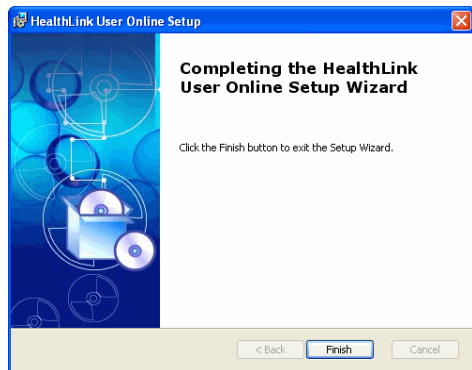 HealthLink User Online Setup
Completing the HealthLink
User Online Setup Wizard
Click the Finish button to exit the Setup Wizard.
< Back
Finish
Cancel